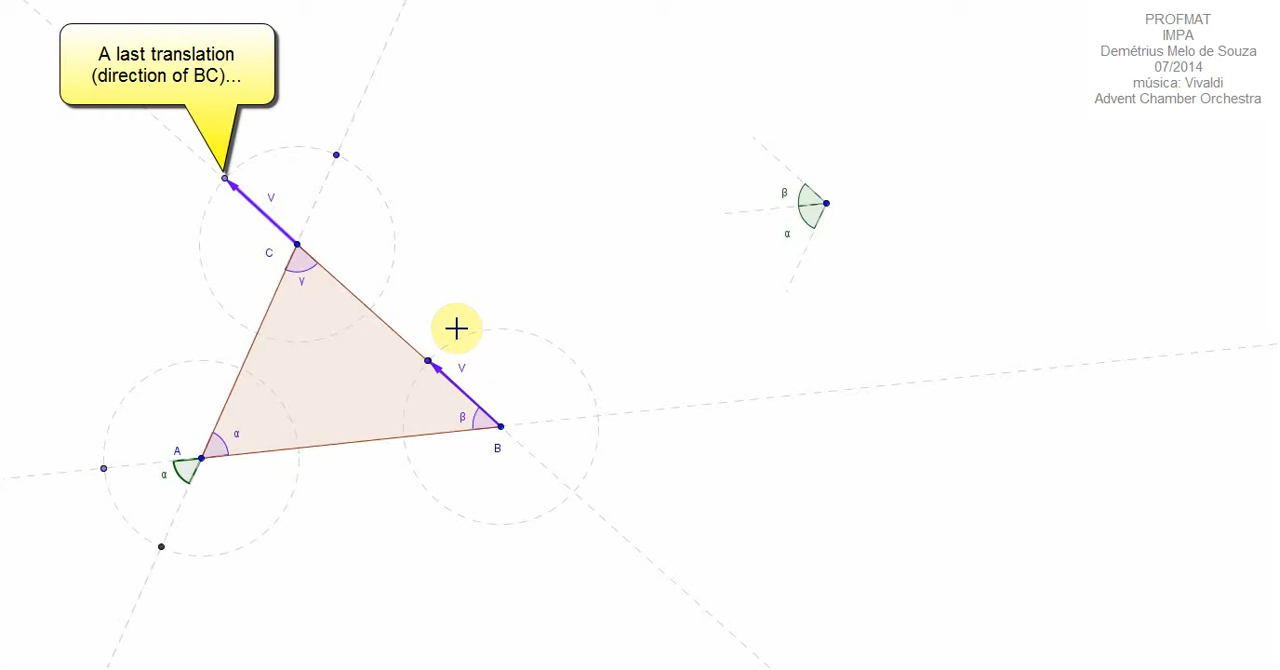 A last translation
(direction of BC)...
PROFMAT
IMPA
Demétrius Melo de Souza
07/2014
música: Vivaldi
Advent Chamber Orchestra
V
C
γ
β
α
V
β
B
α
A
α